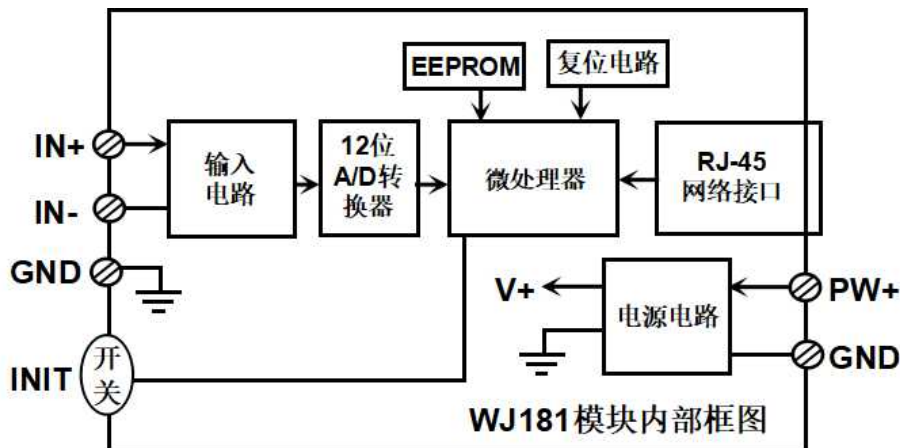 EEPROM
复位电路
IN+
输入
电路
12位
A/D转
换器
微处理器
RJ-45
网络接口
IN-
GND
V+
电源电路
PW+
GND
INIT
开
关
WJ181模块内部框图